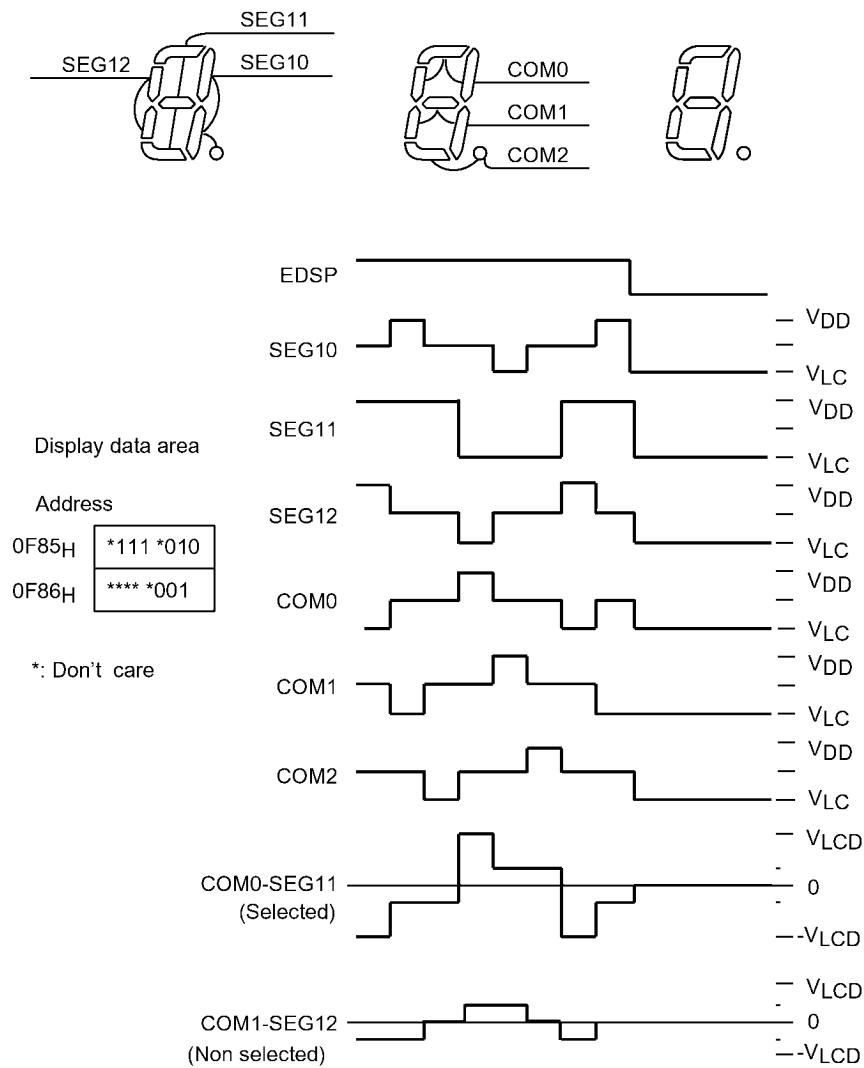 SEG11
SEG12
SEG10
COM0
COM1
COM2
EDSP
SEG10
VDD
VLC
SEG11
VDD
VLC
Display data area
Address
0F85H *111 *010
0F86H **** *001
*: Don't care
SEG12
VDD
VLC
COM0
VDD
VLC
COM1
VDD
VLC
COM2
VDD
VLC
COM0-SEG11
(Selected)
VLCD
0
-VLCD
COM1-SEG12
(Non selected)
VLCD
0
-VLCD